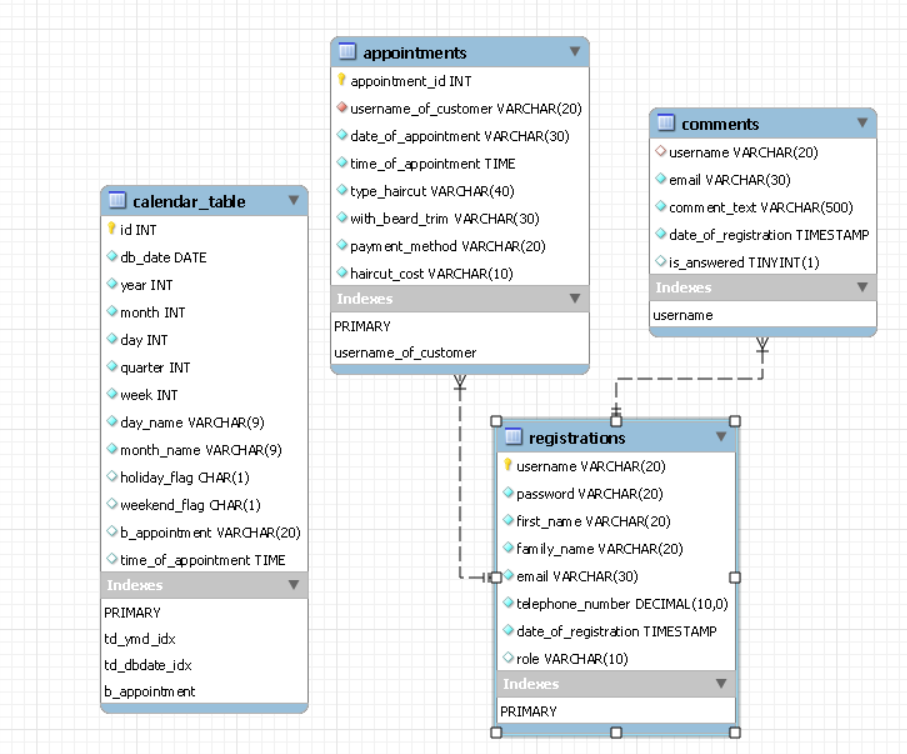 appointments
appointment_id INT
username_of_customer VARCHAR(20)
date_of_appointment VARCHAR(30)
time_of_appointment TIME
type_haircut VARCHAR(40)
with_beard_trim VARCHAR(30)
payment_method VARCHAR(20)
haircut_cost VARCHAR(10)
Indexes
PRIMARY
username_of_customer
comments
username VARCHAR(20)
email VARCHAR(30)
comment_text VARCHAR(500)
date_of_registration TIMESTAMP
is_answered TINYINT(1)
Indexes
username
calendar_table
id INT
db_date DATE
year INT
month INT
day INT
quarter INT
week INT
day_name VARCHAR(9)
month_name VARCHAR(9)
holiday_flag CHAR(1)
weekend_flag CHAR(1)
b_appointment VARCHAR(20)
time_of_appointment TIME
Indexes
PRIMARY
td_ymd_idx
td_dbdate_idx
b_appointment
registrations
username VARCHAR(20)
password VARCHAR(20)
first_name VARCHAR(20)
family_name VARCHAR(20)
email VARCHAR(30)
telephone_number DECIMAL(10,0)
date_of_registration TIMESTAMP
role VARCHAR(10)
Indexes
PRIMARY